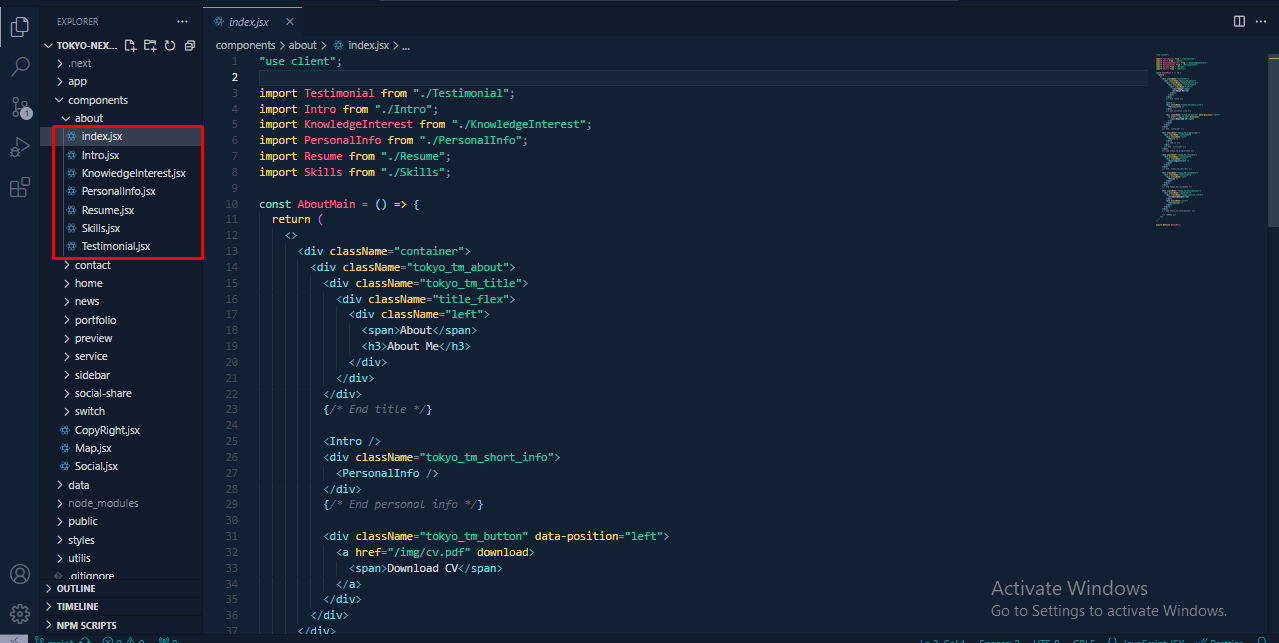 EXPLORER
index.jsx
TOKYO-NEX...
components > about > index.jsx > ...
.next
app
components
about
index.jsx
Intro.jsx
KnowledgeInterest.jsx
PersonalInfo.jsx
Resume.jsx
Skills.jsx
Testimonial.jsx
contact
home
news
portfolio
preview
service
sidebar
social-share
switch
CopyRight.jsx
Map.jsx
Social.jsx
data
node_modules
public
styles
utilis
.gitignore
OUTLINE
TIMELINE
NPM SCRIPTS
1
1 "use client";
2
3 import Testimonial from "./Testimonial";
4 import Intro from "./Intro";
5 import KnowledgeInterest from "./KnowledgeInterest";
6 import PersonalInfo from "./PersonalInfo";
7 import Resume from "./Resume";
8 import Skills from "./Skills";
9
10 const AboutMain = () => {
11 return (
12 <>
13 <div className="container">
14 <div className="tokyo_tm_about">
15 <div className="tokyo_tm_title">
16 <div className="title_flex">
17 <div className="left">
18 <span>About</span>
19 <h3>About Me</h3>
20 </div>
21 </div>
22 </div>
23 {/* End title */}
24
25 <Intro />
26 <div className="tokyo_tm_short_info">
27 <PersonalInfo />
28 </div>
29 {/* End personal info */}
30
31 <div className="tokyo_tm_button" data-position="left">
32 <a href="/img/cv.pdf" download>
33 <span>Download CV</span>
34 </a>
35 </div>
36 </div>
37 </div>
Activate Windows
Go to Settings to activate Windows.